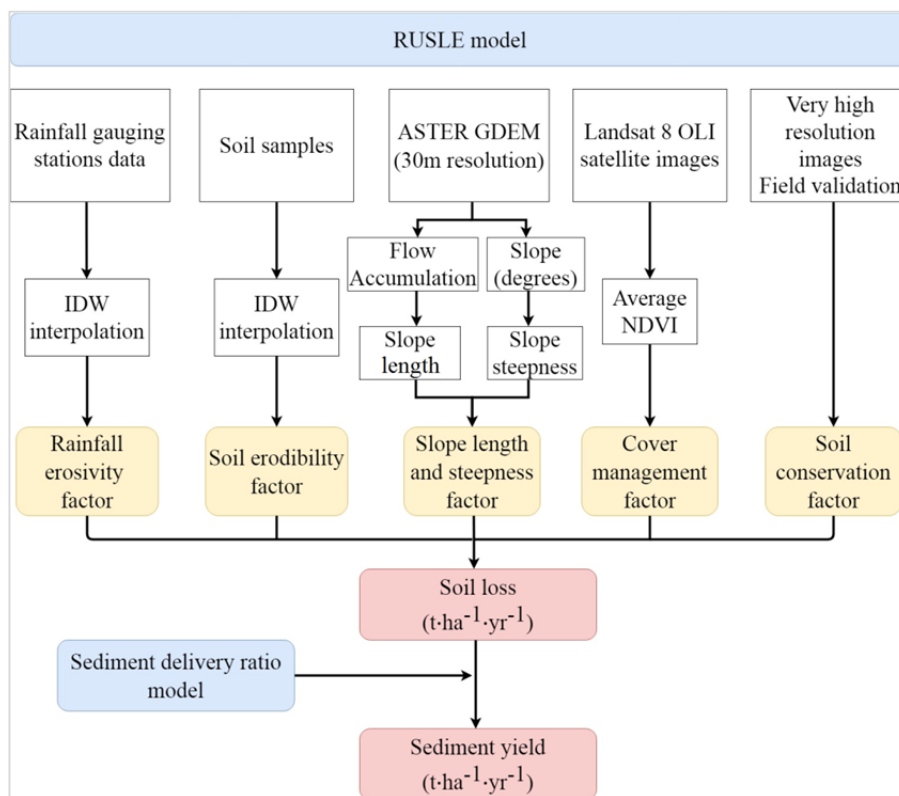 RUSLE model
Rainfall gauging
stations data
Soil samples
ASTER GDEM
(30m resolution)
Landsat 8 OLI
satellite images
Very high
resolution
images
Field validation
Flow
Accumulation
Slope
(degrees)
IDW
interpolation
IDW
interpolation
Average
NDVI
Slope
length
Slope
steepness
Rainfall
erosivity
factor
Soil erodibility
factor
Slope length
and steepness
factor
Cover
management
factor
Soil
conservation
factor
Soil loss
(t·ha⁻¹·yr⁻¹)
Sediment delivery ratio
model
Sediment yield
(t·ha⁻¹·yr⁻¹)